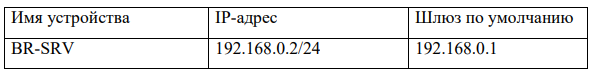 Имя устройства IP-адрес Шлюз по умолчанию
BR-SRV 192.168.0.2/24 192.168.0.1